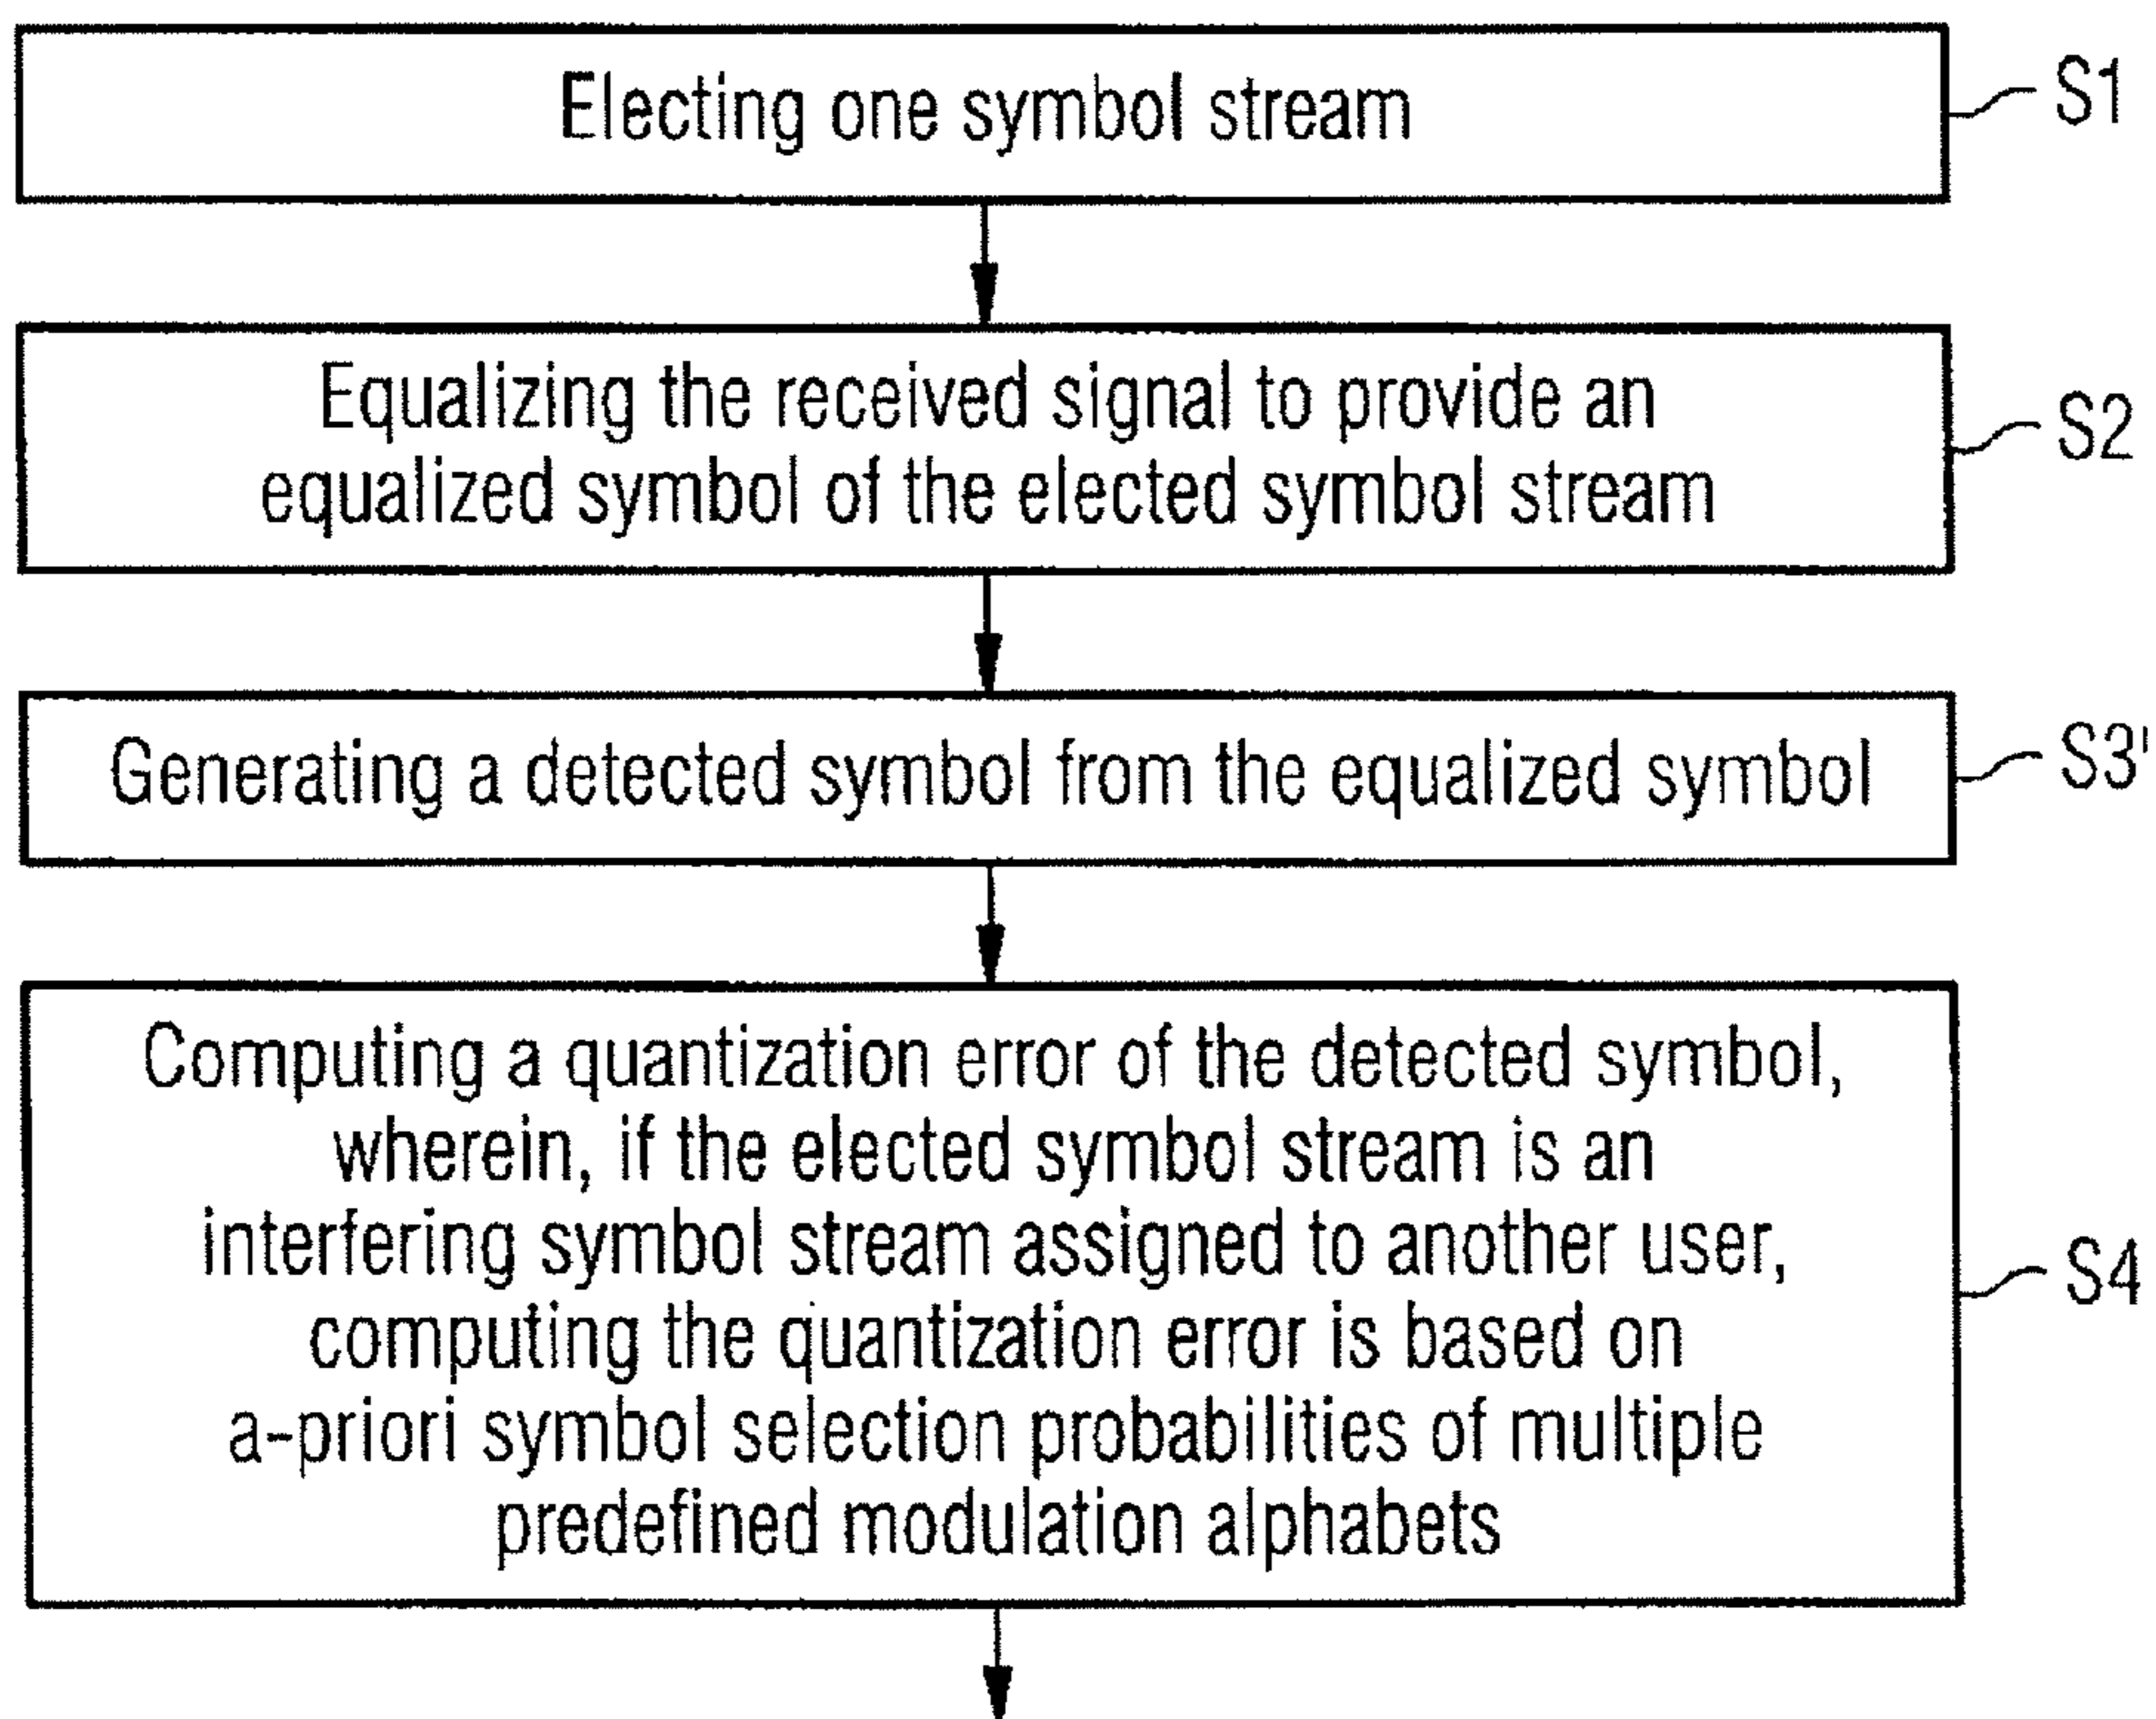 Electing one symbol stream
S1
Equalizing the received signal to provide an
equalized symbol of the elected symbol stream
S2
Generating a detected symbol from the equalized symbol
S3'
Computing a quantization error of the detected symbol,
wherein, if the elected symbol stream is an
interfering symbol stream assigned to another user,
computing the quantization error is based on
a-priori symbol selection probabilities of multiple
predefined modulation alphabets
S4